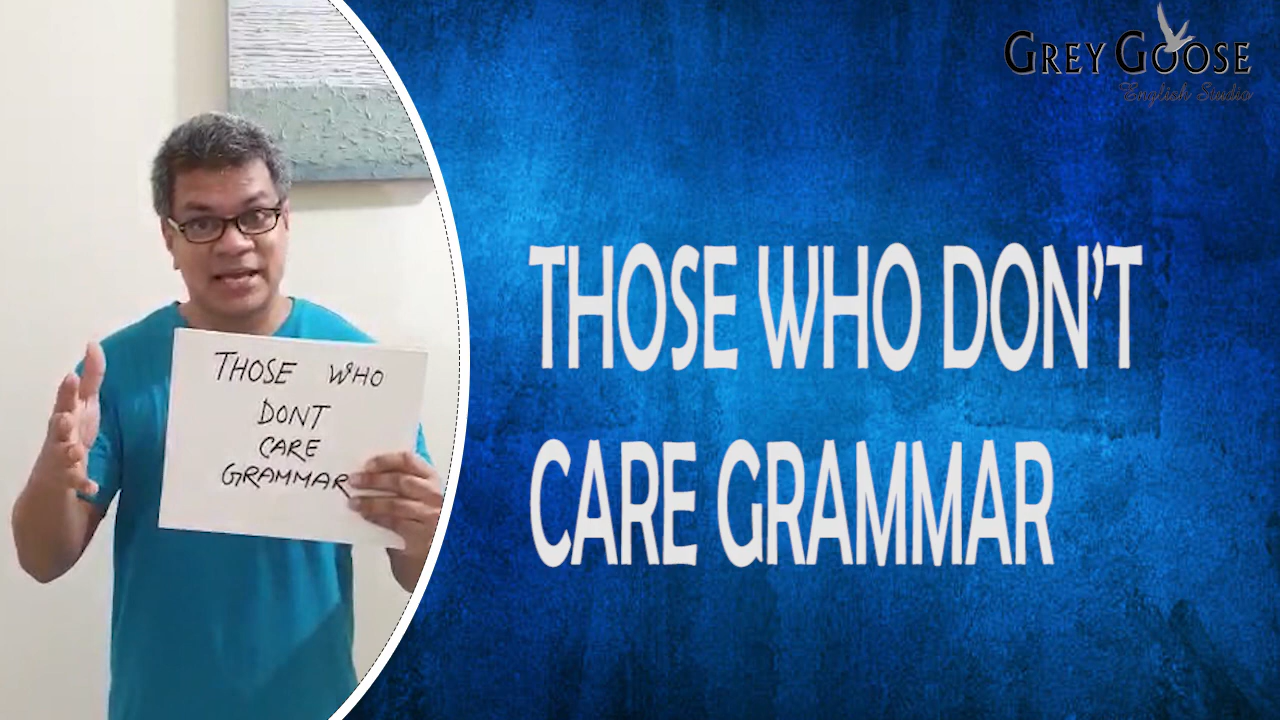 GREY GOOSE
English Studio
THOSE WHO
DONT
CARE
GRAMMAR
THOSE WHO DON'T
CARE GRAMMAR